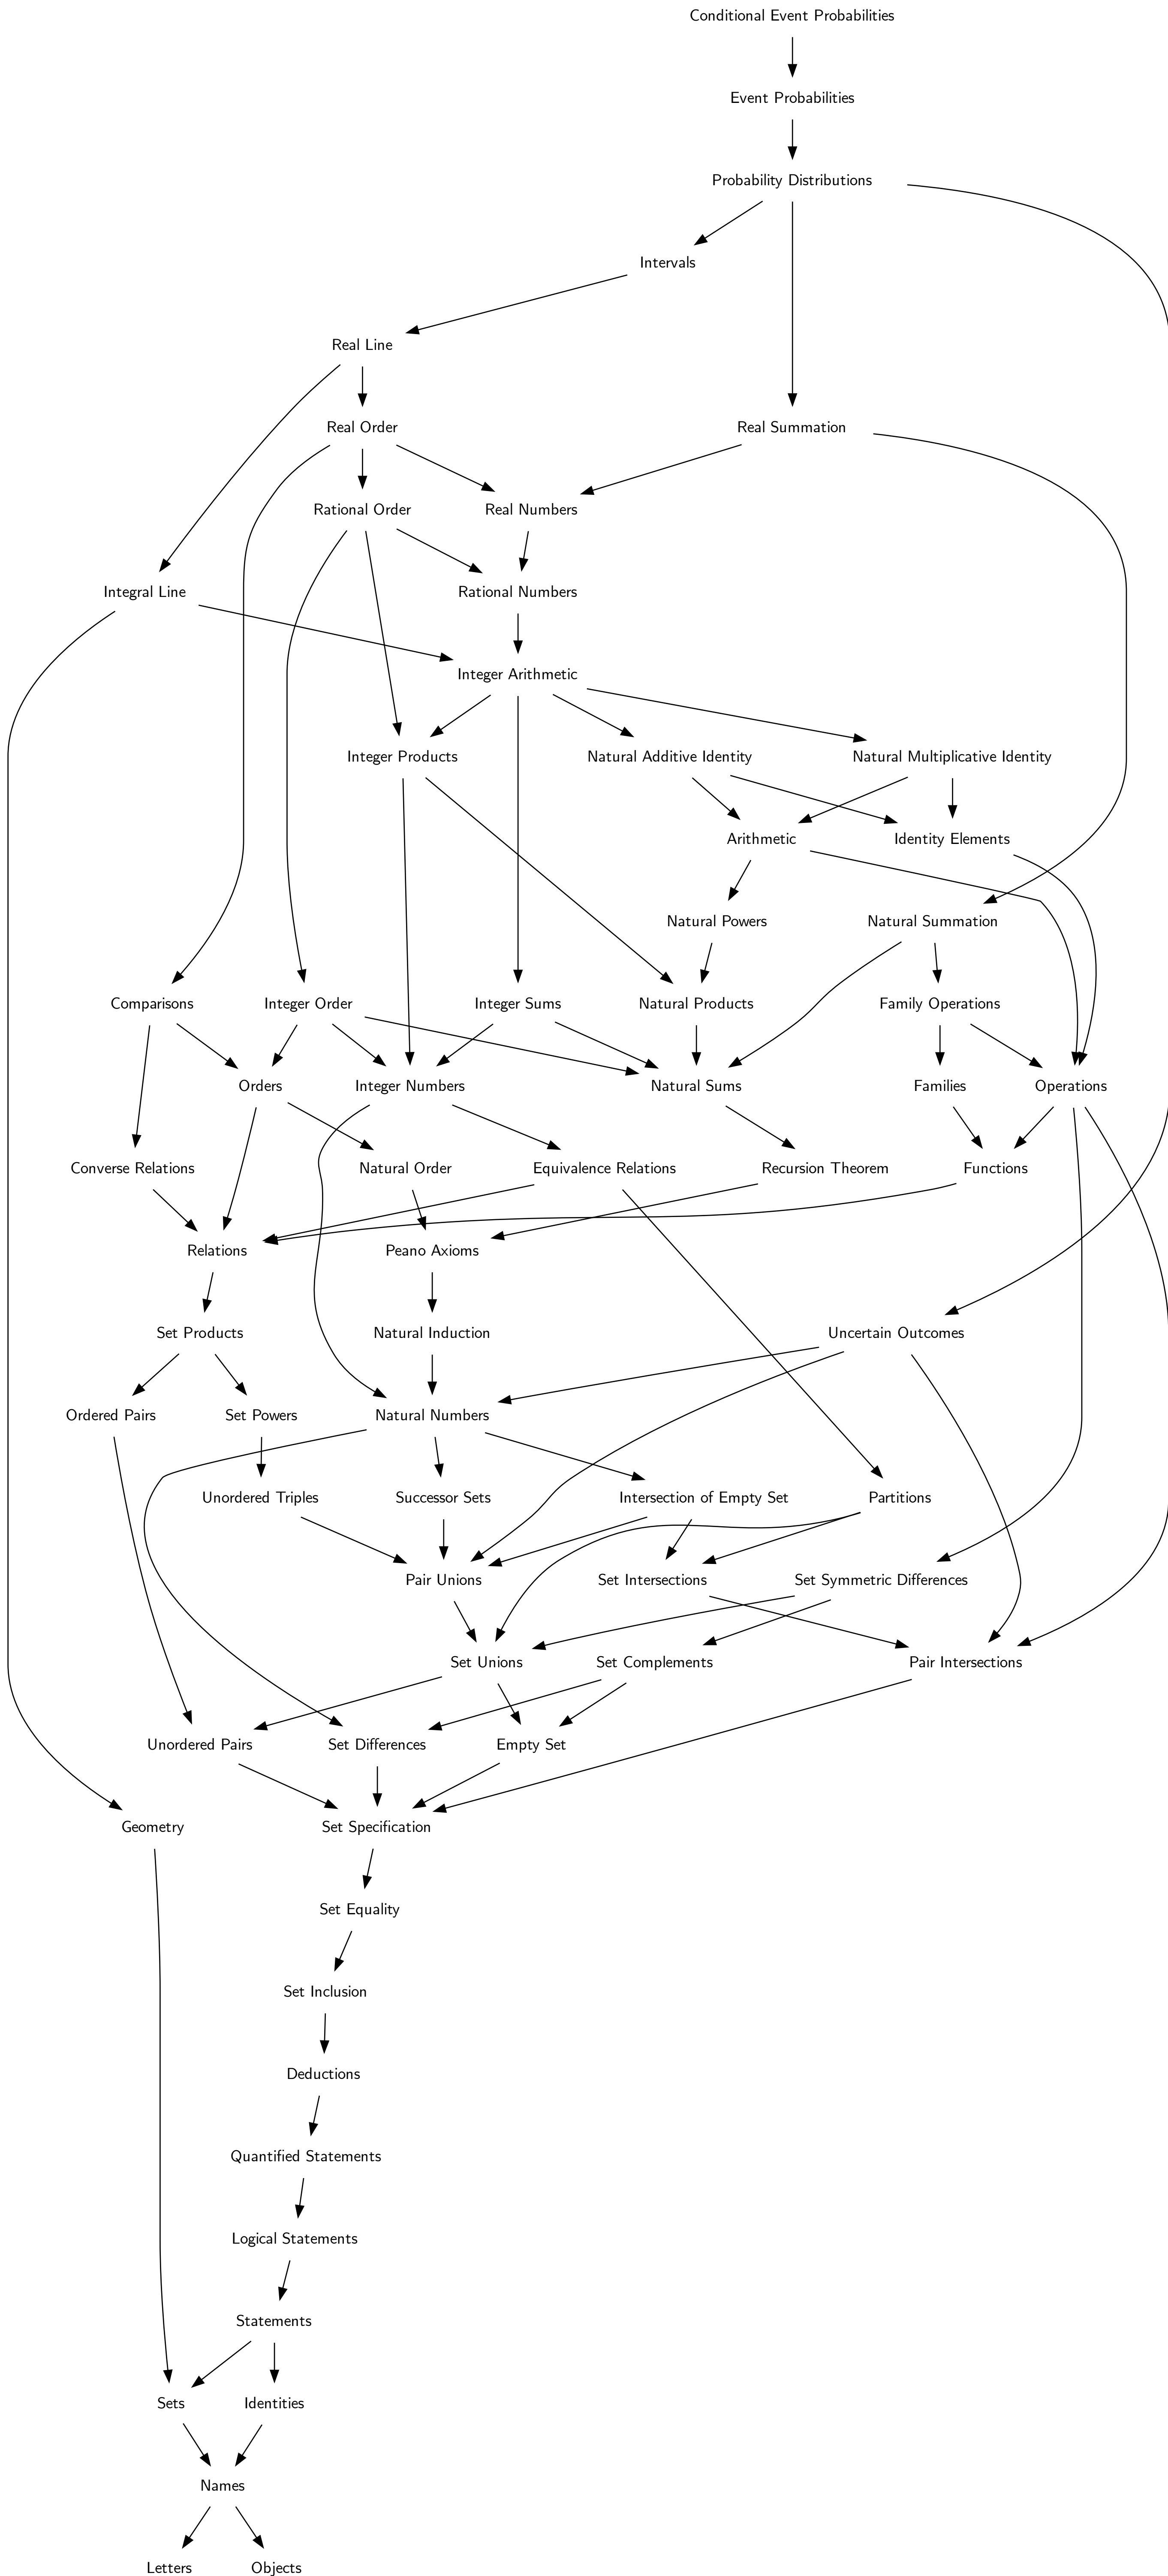 Conditional Event Probabilities
Event Probabilities
Probability Distributions
Intervals
Real Line
Real Order
Real Summation
Rational Order
Real Numbers
Integral Line
Rational Numbers
Integer Arithmetic
Integer Products
Natural Additive Identity
Natural Multiplicative Identity
Arithmetic
Identity Elements
Natural Powers
Natural Summation
Comparisons
Integer Order
Integer Sums
Natural Products
Family Operations
Orders
Integer Numbers
Natural Sums
Families
Operations
Converse Relations
Natural Order
Equivalence Relations
Recursion Theorem
Functions
Relations
Peano Axioms
Set Products
Natural Induction
Uncertain Outcomes
Ordered Pairs
Set Powers
Natural Numbers
Unordered Triples
Successor Sets
Intersection of Empty Set
Partitions
Pair Unions
Set Intersections
Set Symmetric Differences
Set Unions
Set Complements
Pair Intersections
Unordered Pairs
Set Differences
Empty Set
Geometry
Set Specification
Set Equality
Set Inclusion
Deductions
Quantified Statements
Logical Statements
Statements
Sets
Identities
Names
Letters
Objects